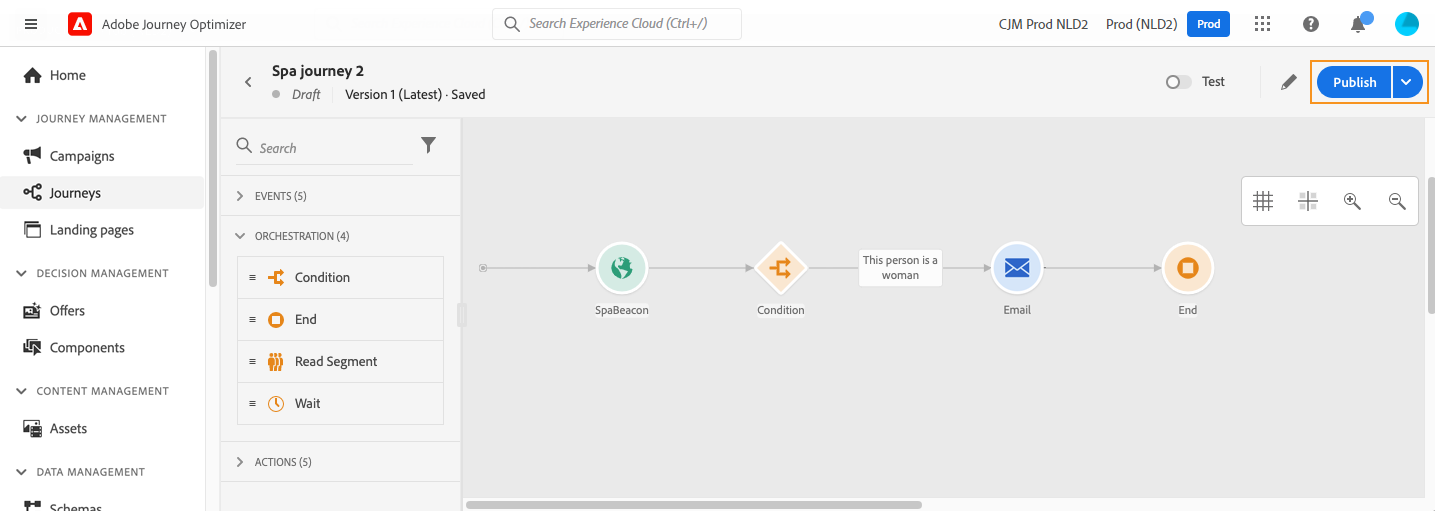 Adobe Journey Optimizer
Search Experience Cloud (Ctrl+/)
CJM Prod NLD2
Prod (NLD2)
Prod
Home
JOURNEY MANAGEMENT
Campaigns
Journeys
Landing pages
DECISION MANAGEMENT
Offers
Components
CONTENT MANAGEMENT
Assets
DATA MANAGEMENT
Schemas
Spa journey 2
Draft
Version 1 (Latest) · Saved
Test
Publish
Search
EVENTS (5)
ORCHESTRATION (4)
Condition
End
Read Segment
Wait
ACTIONS (5)
SpaBeacon
Condition
This person is a
woman
Email
End